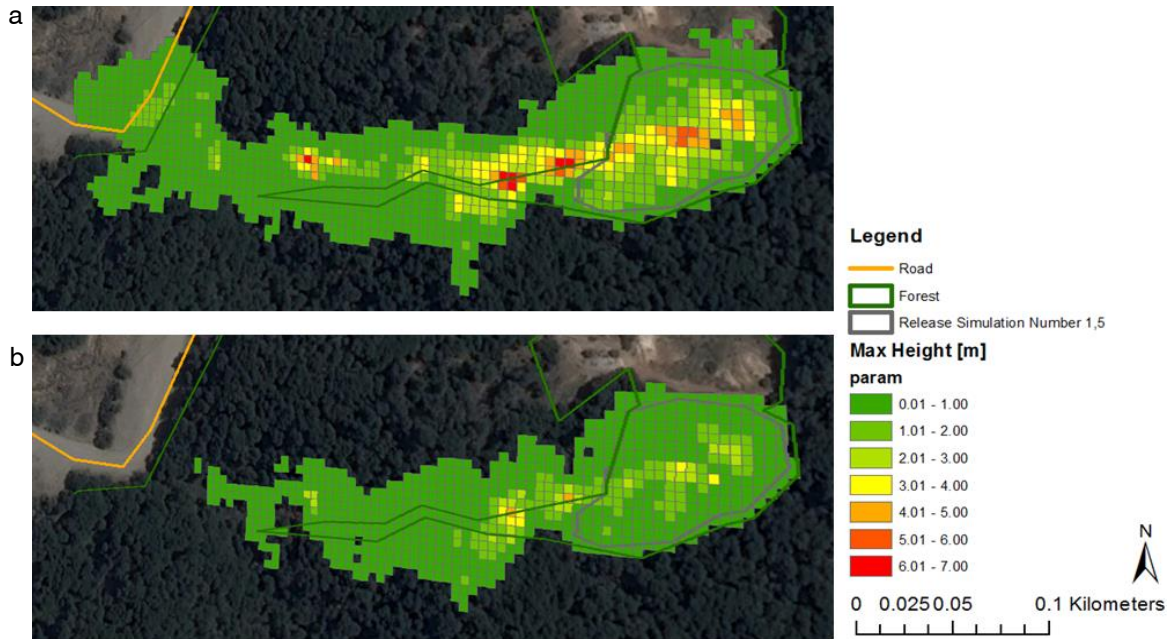 a
b
Legend
Road
Forest
Release Simulation Number 1,5
Max Height [m]
param
0.01 - 1.00
1.01 - 2.00
2.01 - 3.00
3.01 - 4.00
4.01 - 5.00
5.01 - 6.00
6.01 - 7.00
N
0 0.025 0.05 0.1 Kilometers